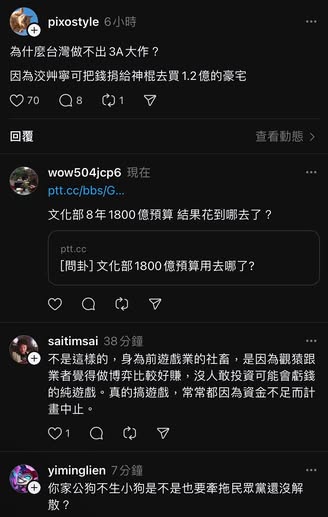 pixostyle 6小時
為什麼台灣做不出 3A 大作？
因為洨艸寧可把錢捐給神棍去買 1.2 億的豪宅
70 8 1
回覆 查看動態
wow504jcp6 現在
ptt.cc/bbs/G...
文化部 8 年 1800 億預算 結果花到哪去了？
ptt.cc
[問卦] 文化部 1800 億預算用去哪了?
saitimsai 38分鐘
不是這樣的，身為前遊戲業的社畜，是因為觀猿跟
業者覺得做博弈比較好賺，沒人敢投資可能會虧錢
的純遊戲。真的搞遊戲，常常都因為資金不足而計
畫中止。
1
yiminglien 7分鐘
你家公狗不生小狗是不是也要牽拖民眾黨還沒解
散？